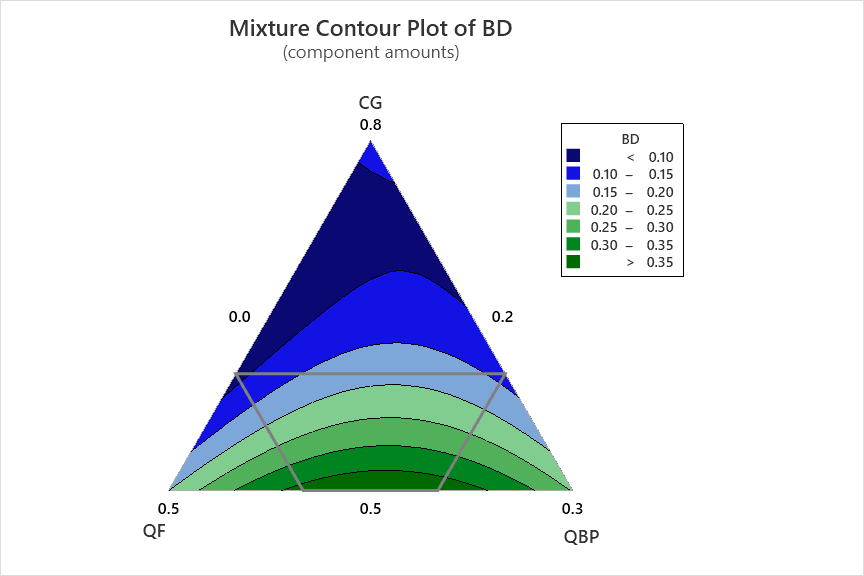 Mixture Contour Plot of BD
(component amounts)
CG
0.8
BD
< 0.10
0.10 – 0.15
0.15 – 0.20
0.20 – 0.25
0.25 – 0.30
0.30 – 0.35
> 0.35
0.0
0.2
0.5
0.5
0.3
QF
QBP